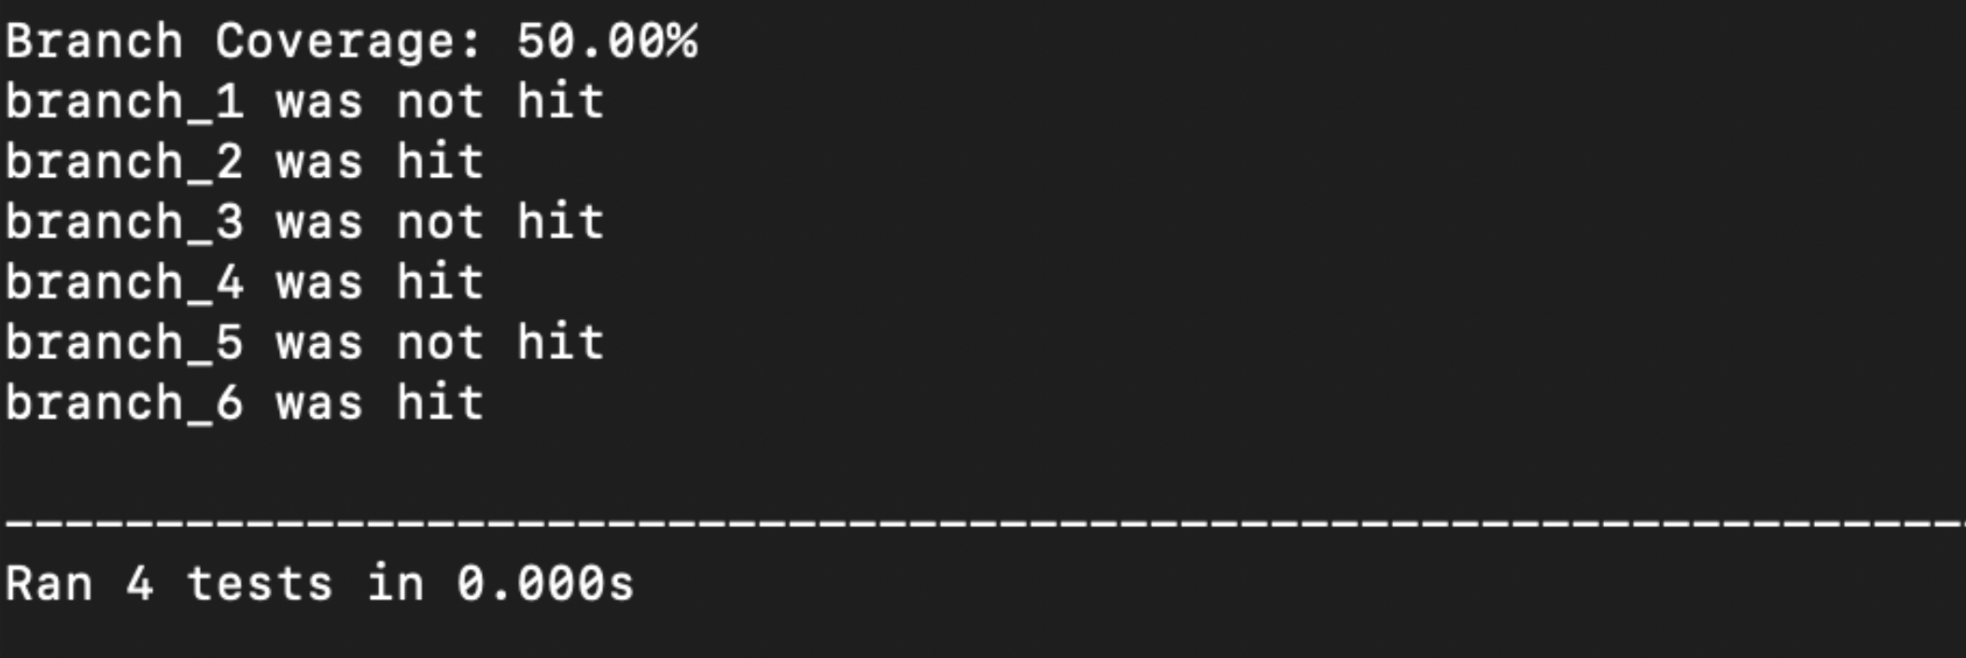 Branch Coverage: 50.00%
branch_1 was not hit
branch_2 was hit
branch_3 was not hit
branch_4 was hit
branch_5 was not hit
branch_6 was hit
-----------------------------------------------------------------
Ran 4 tests in 0.000s